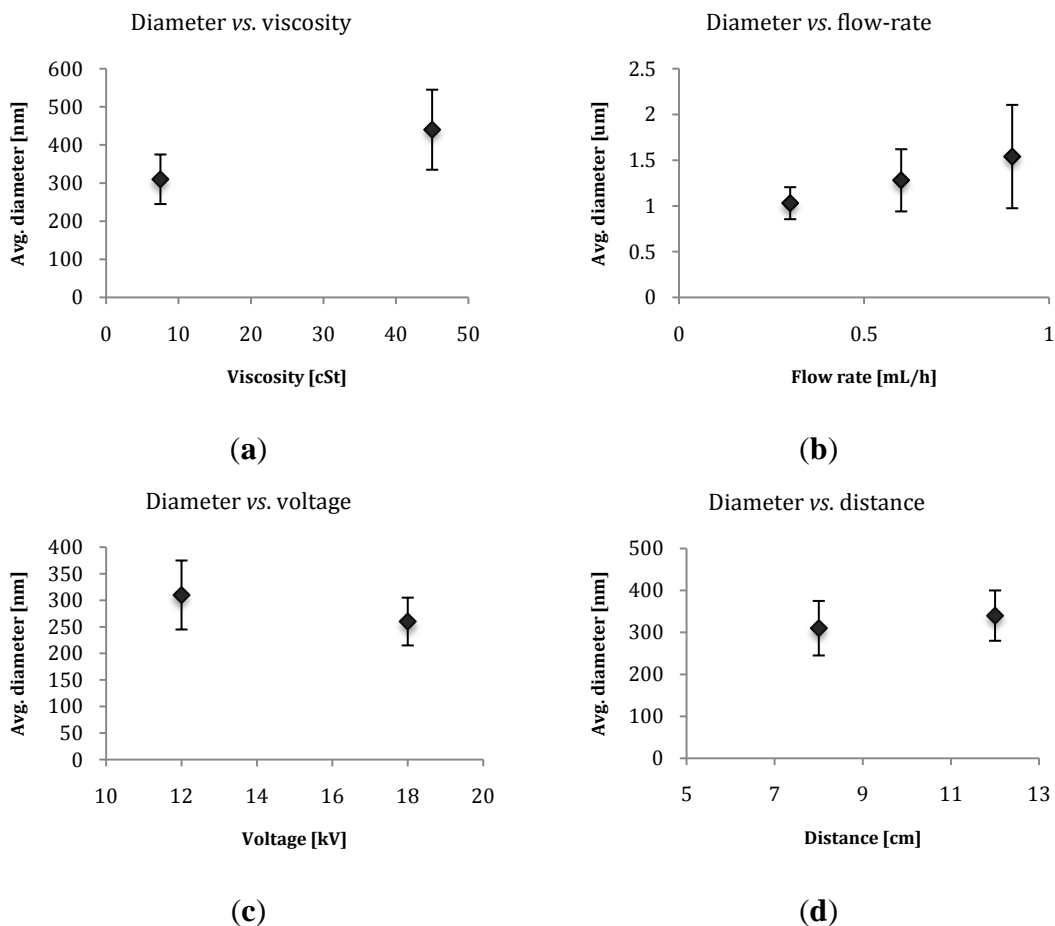 Diameter vs. viscosity
Avg. diameter [nm]
600
500
400
300
200
100
0
0 10 20 30 40 50
Viscosity [cSt]
(a)
Diameter vs. flow-rate
Avg. diameter [um]
2.5
2
1.5
1
0.5
0
0 0.5 1
Flow rate [mL/h]
(b)
Diameter vs. voltage
Avg. diameter [nm]
400
350
300
250
200
150
100
50
0
10 12 14 16 18 20
Voltage [kV]
(c)
Diameter vs. distance
Avg. diameter [nm]
500
400
300
200
100
0
5 7 9 11 13
Distance [cm]
(d)